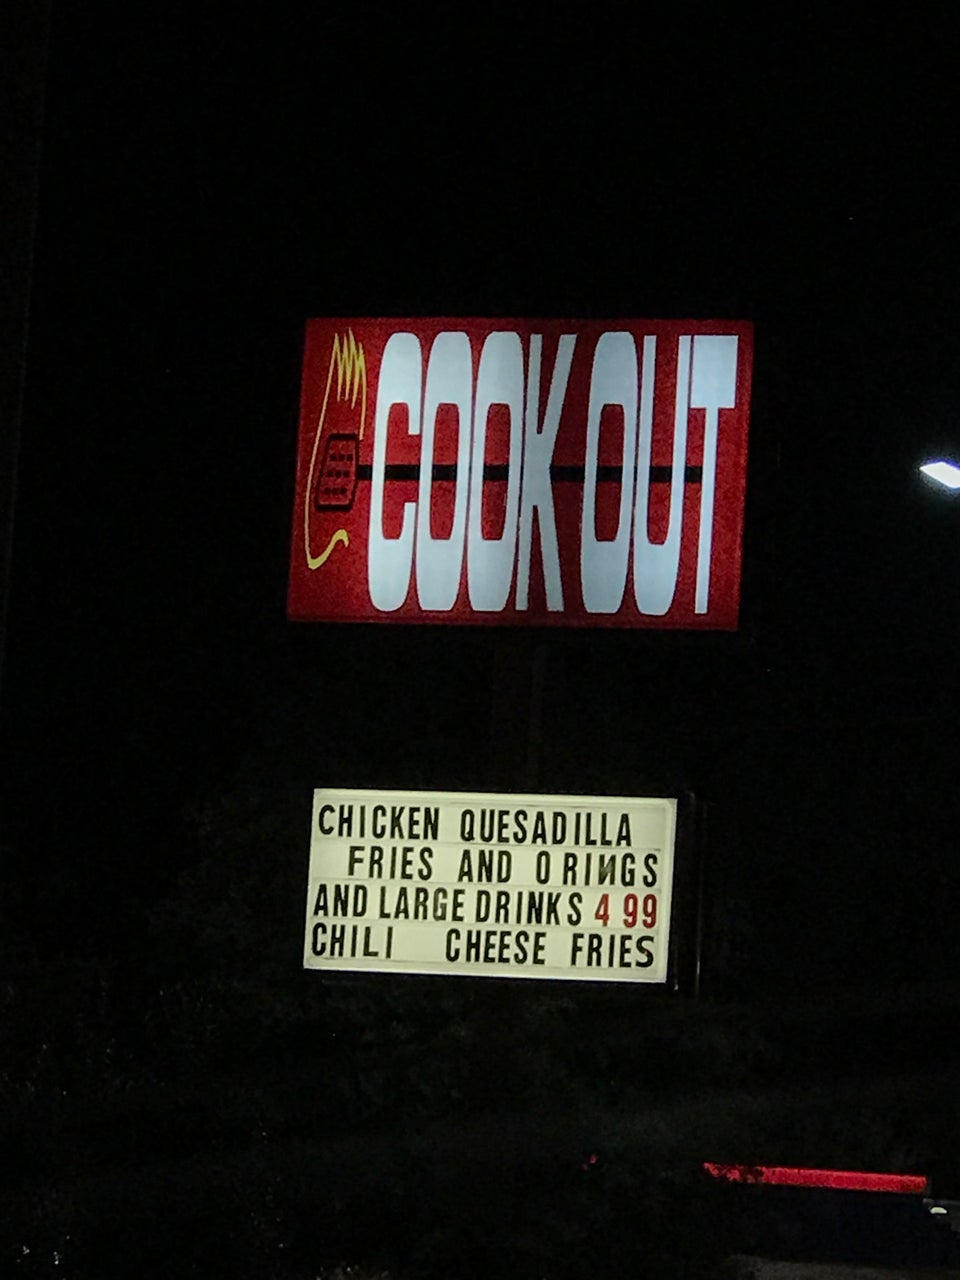 COOK OUT
CHICKEN QUESADILLA
FRIES AND O RINGS
AND LARGE DRINKS 4 99
CHILI CHEESE FRIES